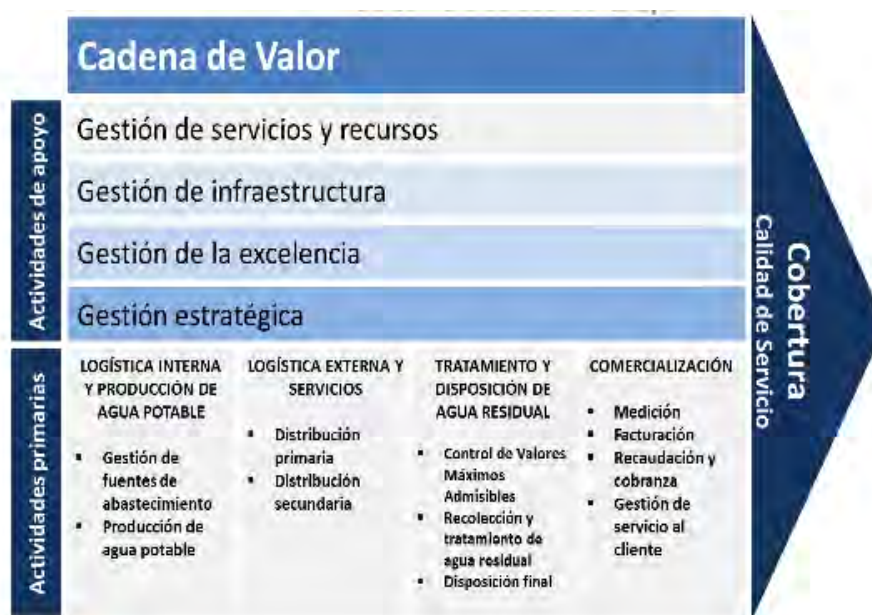 Cadena de Valor
Actividades de apoyo
Gestión de servicios y recursos
Gestión de infraestructura
Gestión de la excelencia
Gestión estratégica
Actividades primarias
LOGÍSTICA INTERNA
Y PRODUCCIÓN DE
AGUA POTABLE
▪ Gestión de
fuentes de
abastecimiento
▪ Producción de
agua potable
LOGÍSTICA EXTERNA Y
SERVICIOS
▪ Distribución
primaria
▪ Distribución
secundaria
TRATAMIENTO Y
DISPOSICIÓN DE
AGUA RESIDUAL
▪ Control de Valores
Máximos
Admisibles
▪ Recolección y
tratamiento de
agua residual
▪ Disposición final
COMERCIALIZACIÓN
▪ Medición
▪ Facturación
▪ Recaudación y
cobranza
▪ Gestión de
servicio al
cliente
Cobertura
Calidad de Servicio